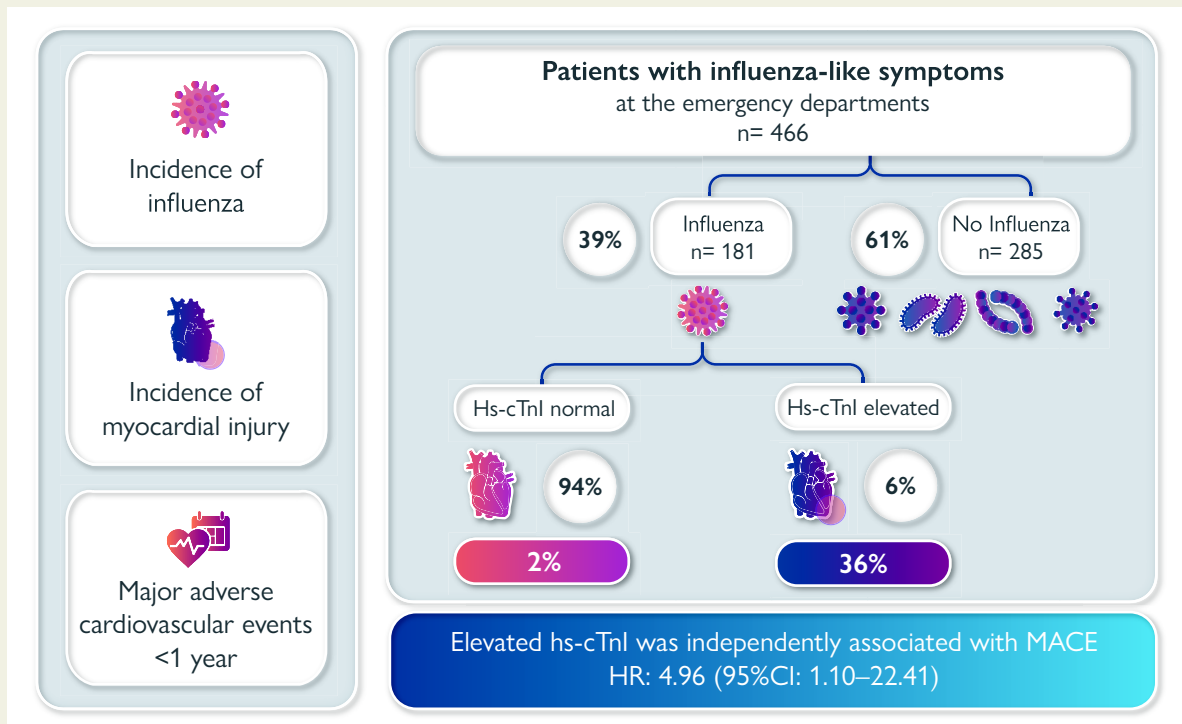 Incidence of
influenza
Incidence of
myocardial injury
Major adverse
cardiovascular events
<1 year
Patients with influenza-like symptoms
at the emergency departments
n= 466
39%
Influenza
n= 181
61%
No Influenza
n= 285
Hs-cTnI normal
Hs-cTnI elevated
94%
6%
2%
36%
Elevated hs-cTnI was independently associated with MACE
HR: 4.96 (95%CI: 1.10–22.41)